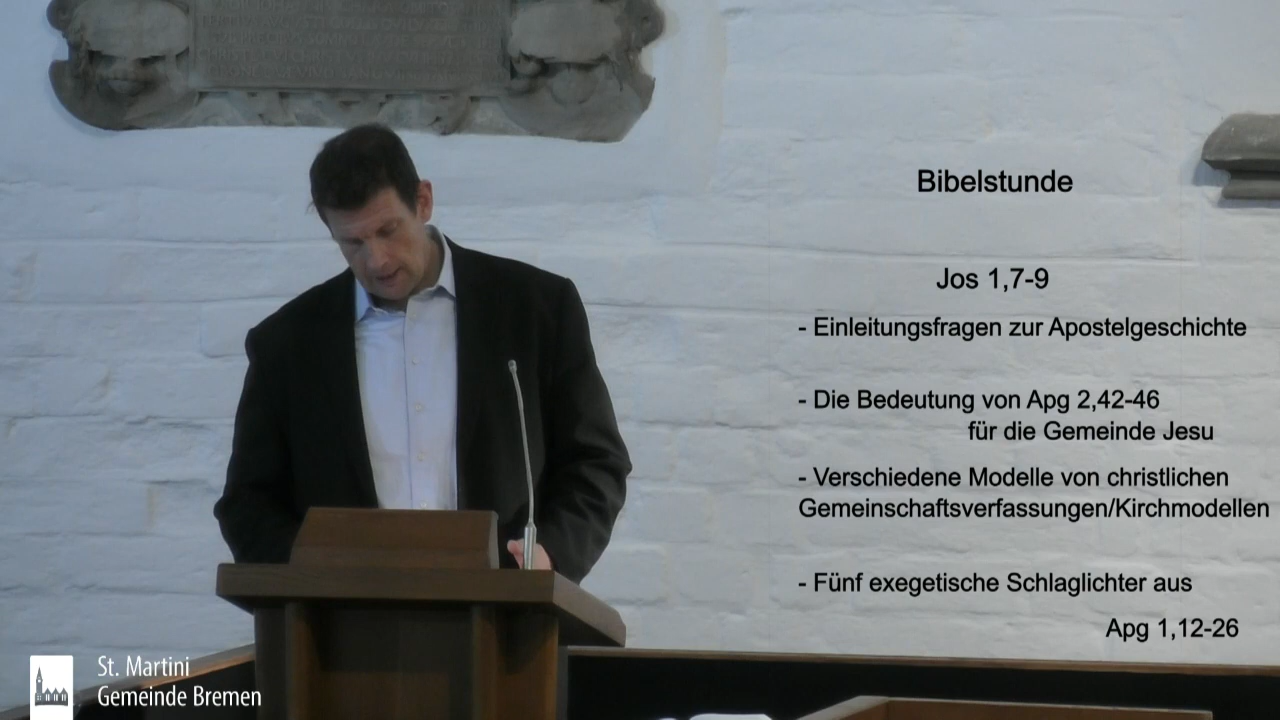 Bibelstunde
Jos 1,7-9
- Einleitungsfragen zur Apostelgeschichte
- Die Bedeutung von Apg 2,42-46
für die Gemeinde Jesu
- Verschiedene Modelle von christlichen
Gemeinschaftsverfassungen/Kirchmodellen
- Fünf exegetische Schlaglichter aus
Apg 1,12-26
St. Martini
Gemeinde Bremen